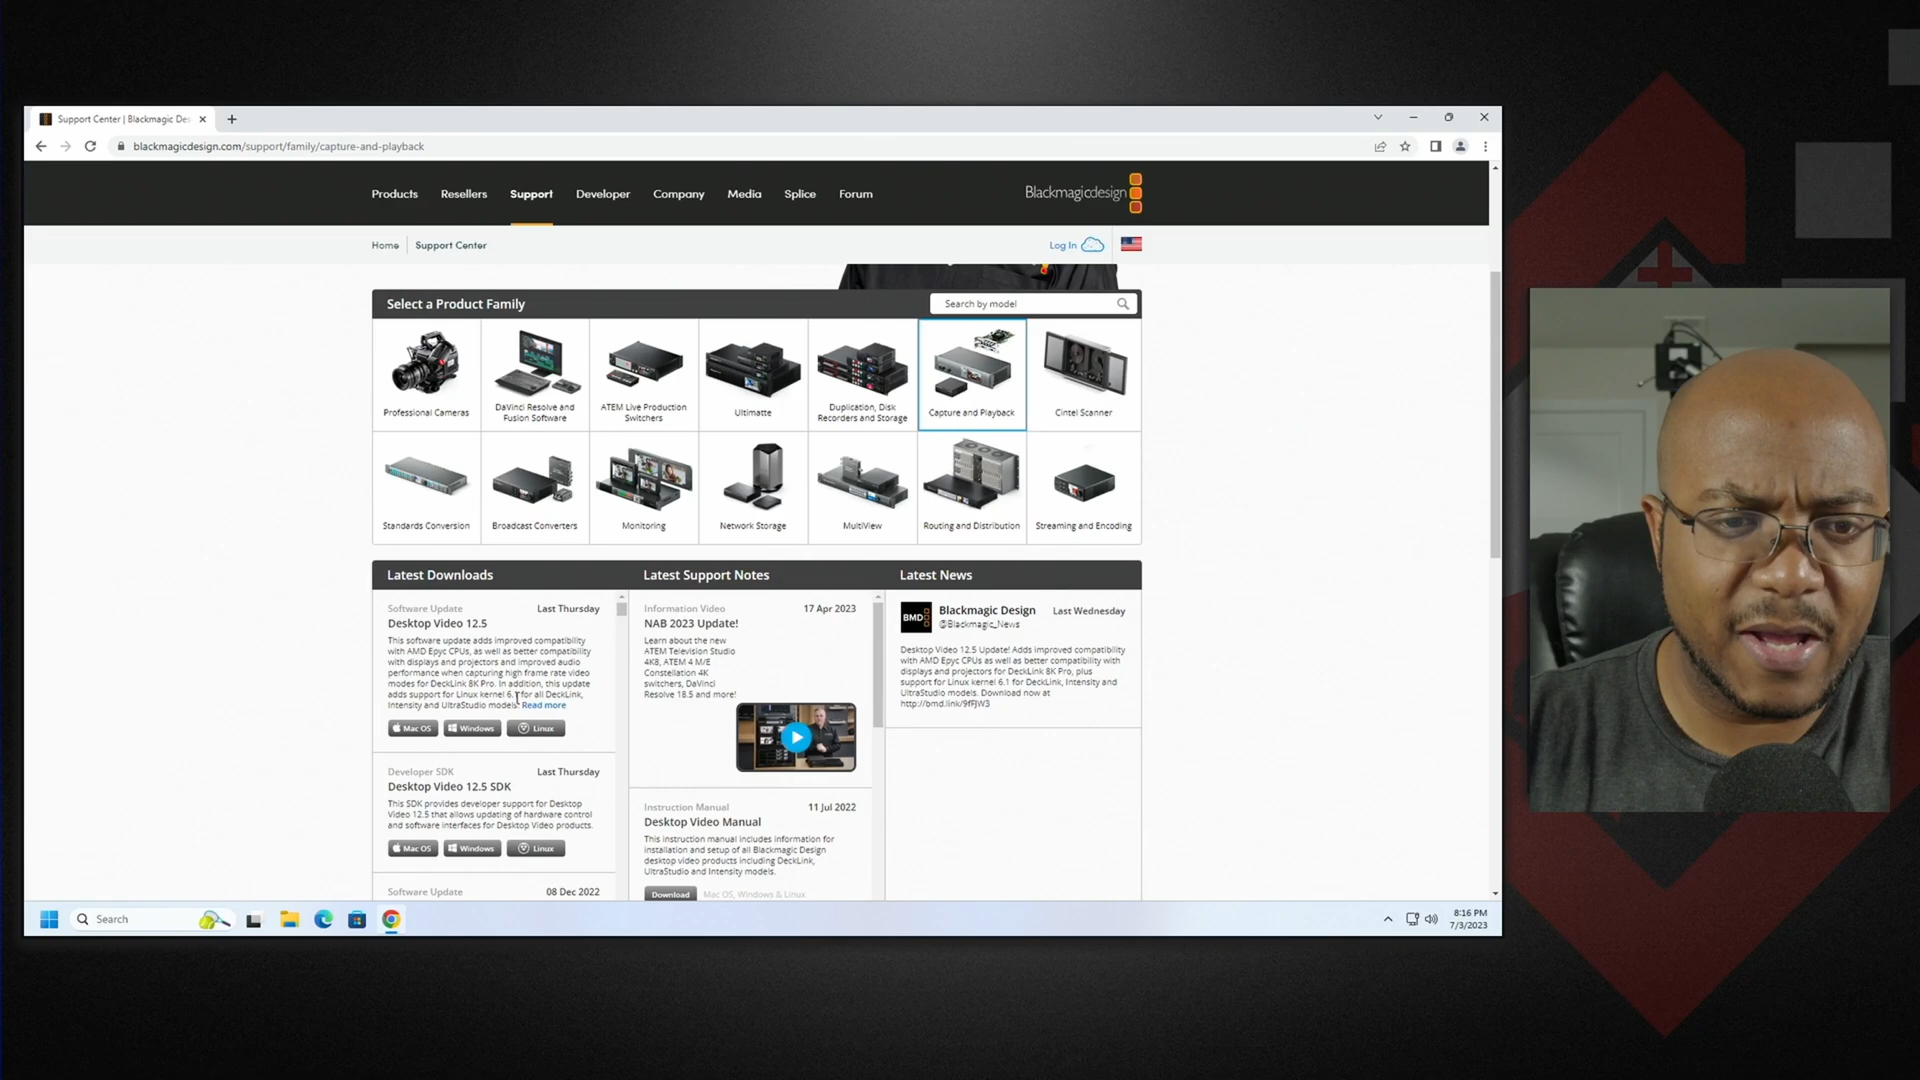 Support Center | Blackmagic Des
blackmagicdesign.com/support/family/capture-and-playback
Products
Resellers
Support
Developer
Company
Media
Splice
Forum
Blackmagicdesign
Home
Support Center
Log In
Select a Product Family
Search by model
Professional Cameras
DaVinci Resolve and
Fusion Software
ATEM Live Production
Switchers
Ultimatte
Duplication, Disk
Recorders and Storage
Capture and Playback
Cintel Scanner
Standards Conversion
Broadcast Converters
Monitoring
Network Storage
MultiView
Routing and Distribution
Streaming and Encoding
Latest Downloads
Software Update
Last Thursday
Desktop Video 12.5
This software update adds improved compatibility
with AMD Epyc CPUs, as well as better compatibility
with displays and projectors and improved audio
performance when capturing high frame rate video
modes for DeckLink 8K Pro. In addition, this update
adds support for Linux kernel 6.1 for all DeckLink,
Intensity and UltraStudio models. Read more
Mac OS
Windows
Linux
Developer SDK
Last Thursday
Desktop Video 12.5 SDK
This SDK provides developer support for Desktop
Video 12.5 that allows updating of hardware control
and software interfaces for Desktop Video products.
Mac OS
Windows
Linux
Software Update
08 Dec 2022
Latest Support Notes
Information Video
17 Apr 2023
NAB 2023 Update!
Learn about the new
ATEM Television Studio
4K8, ATEM 4 M/E
Constellation 4K
switchers, DaVinci
Resolve 18.5 and more!
Instruction Manual
11 Jul 2022
Desktop Video Manual
This instruction manual includes information for
installation and setup of all Blackmagic Design
desktop video products including DeckLink,
UltraStudio and Intensity models.
Download
Mac OS, Windows & Linux
Latest News
BMD
Blackmagic Design
Last Wednesday
@Blackmagic_News
Desktop Video 12.5 Update! Adds improved compatibility
with AMD Epyc CPUs as well as better compatibility with
displays and projectors for DeckLink 8K Pro, plus
support for Linux kernel 6.1 for DeckLink, Intensity and
UltraStudio models. Download now at
http://bmd.link/9fFJW3
Search
8:16 PM
7/3/2023